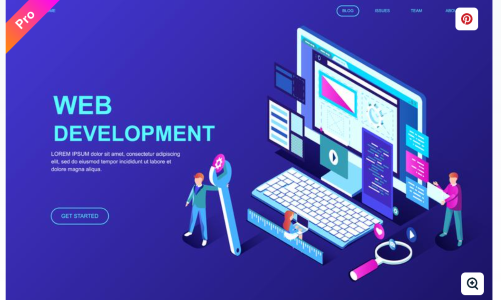 Pro
BLOG
ISSUES
TEAM
WEB
DEVELOPMENT
LOREM IPSUM dolor sit amet, consectetur adipiscing
elit, sed do eiusmod tempor incididunt ut labore et
dolore magna aliqua.
GET STARTED